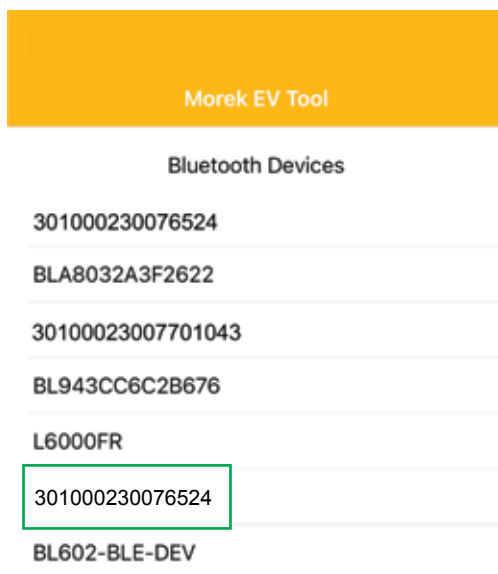 Morek EV Tool
Bluetooth Devices
301000230076524
BLA8032A3F2622
30100023007701043
BL943CC6C2B676
L6000FR
301000230076524
BL602-BLE-DEV